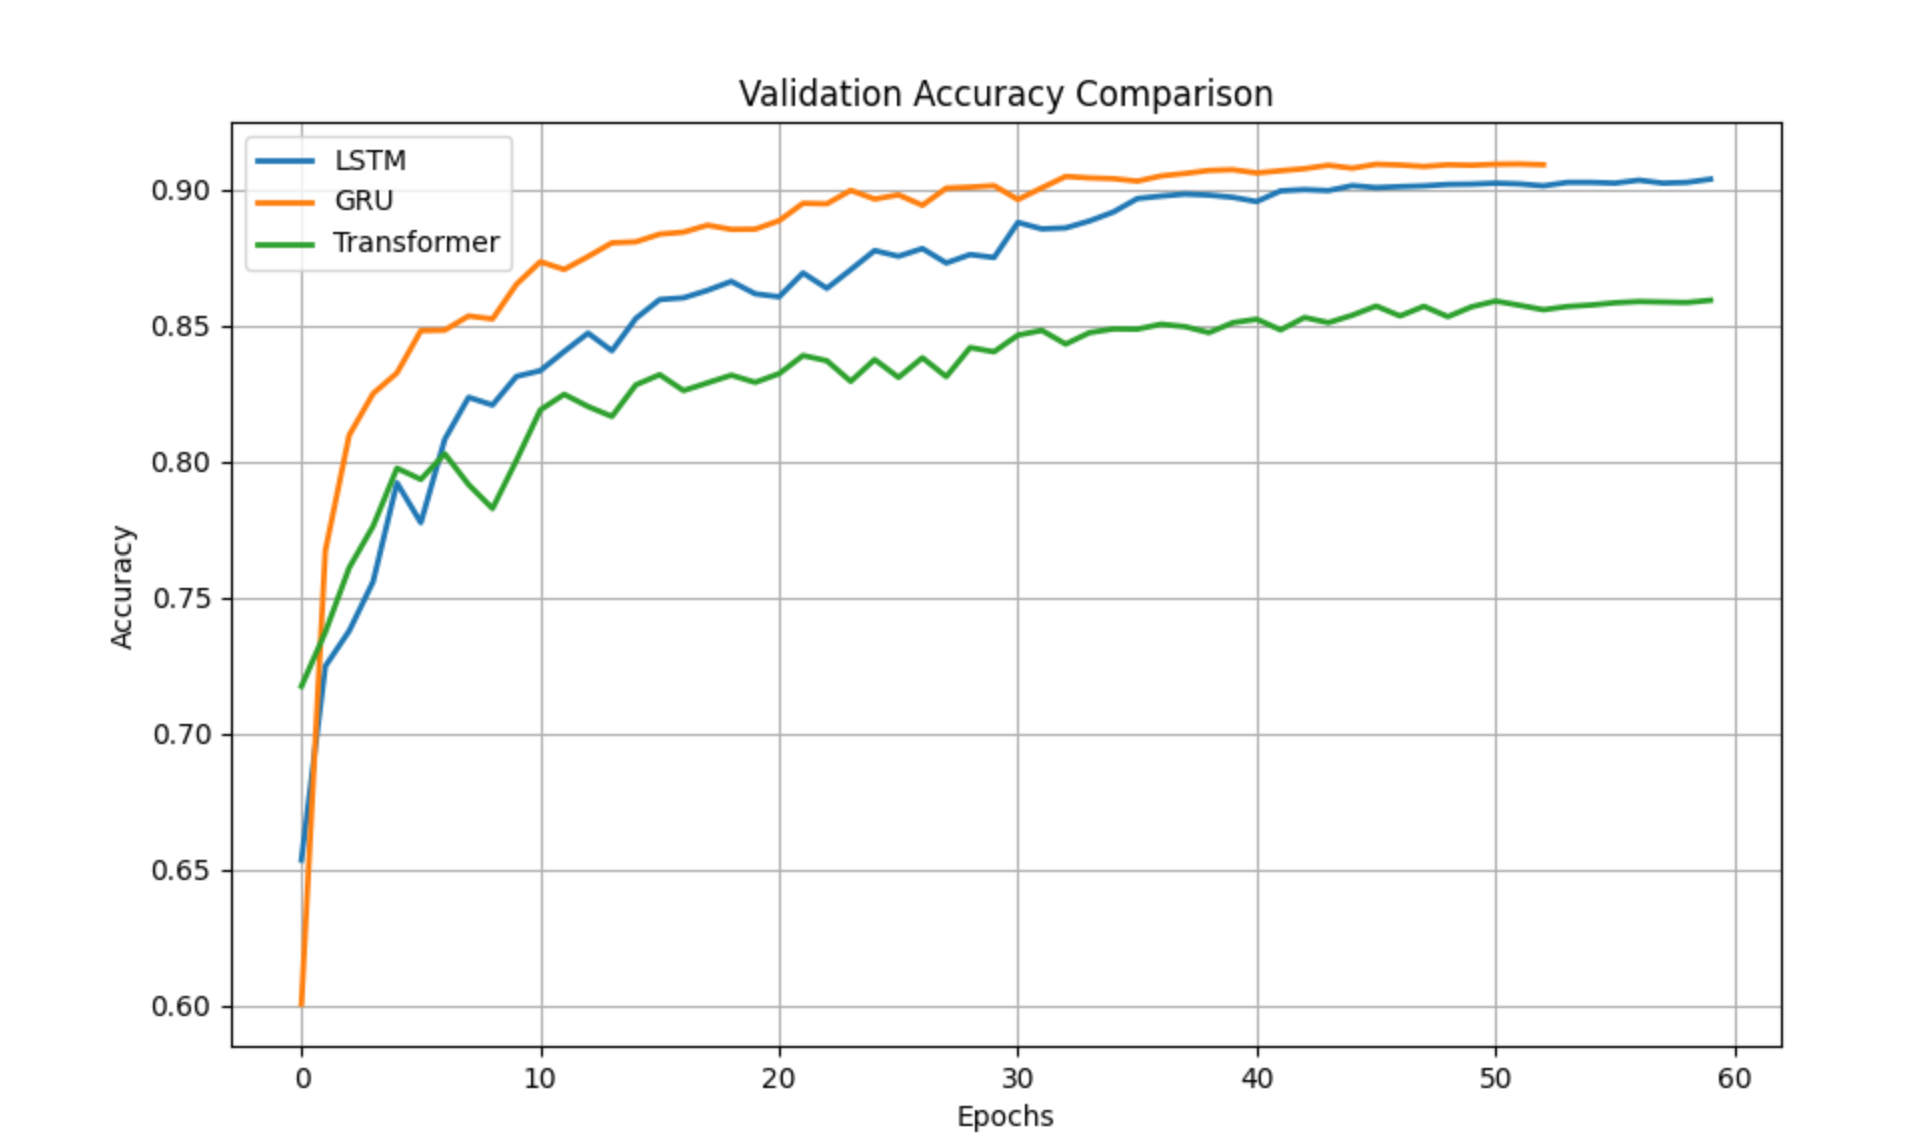 Validation Accuracy Comparison
LSTM
GRU
Transformer
0.90
0.85
0.80
0.75
0.70
0.65
0.60
Accuracy
0 10 20 30 40 50 60
Epochs